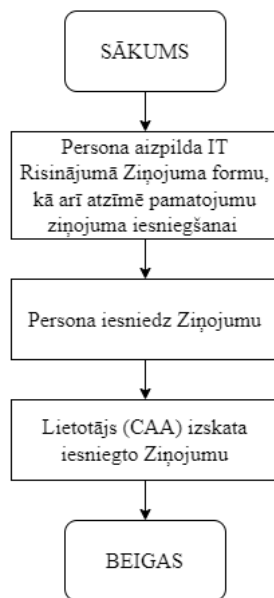 SĀKUMS
Persona aizpilda IT
Risinājumā Ziņojuma formu,
kā arī atzīmē pamatojumu
ziņojuma iesniegšanai
Persona iesniedz Ziņojumu
Lietotājs (CAA) izskata
iesniegto Ziņojumu
BEIGAS